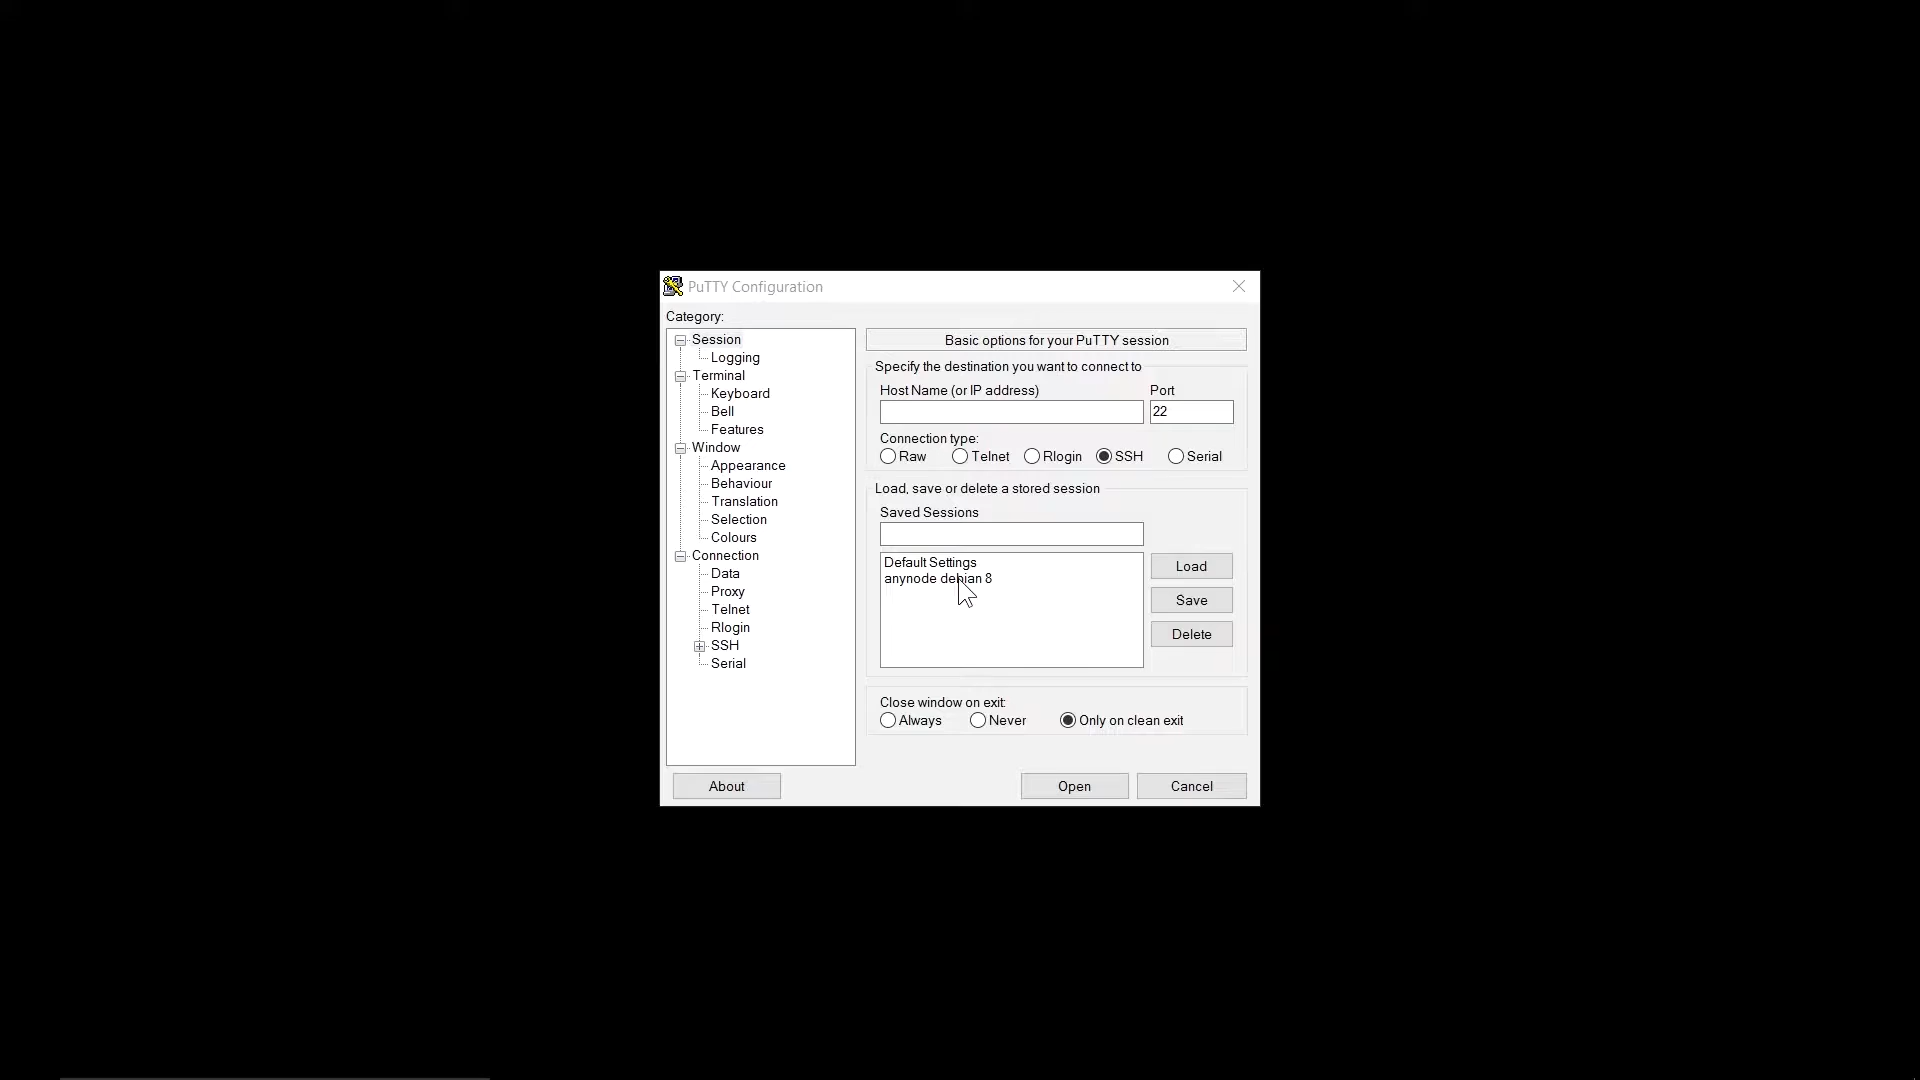 PuTTY Configuration
Category:
Session
Logging
Terminal
Keyboard
Bell
Features
Window
Appearance
Behaviour
Translation
Selection
Colours
Connection
Data
Proxy
Telnet
Rlogin
SSH
Serial
Basic options for your PuTTY session
Specify the destination you want to connect to
Host Name (or IP address) Port
22
Connection type:
Raw Telnet Rlogin SSH Serial
Load, save or delete a stored session
Saved Sessions
Default Settings
anynode debian 8
Load
Save
Delete
Close window on exit:
Always Never Only on clean exit
About Open Cancel